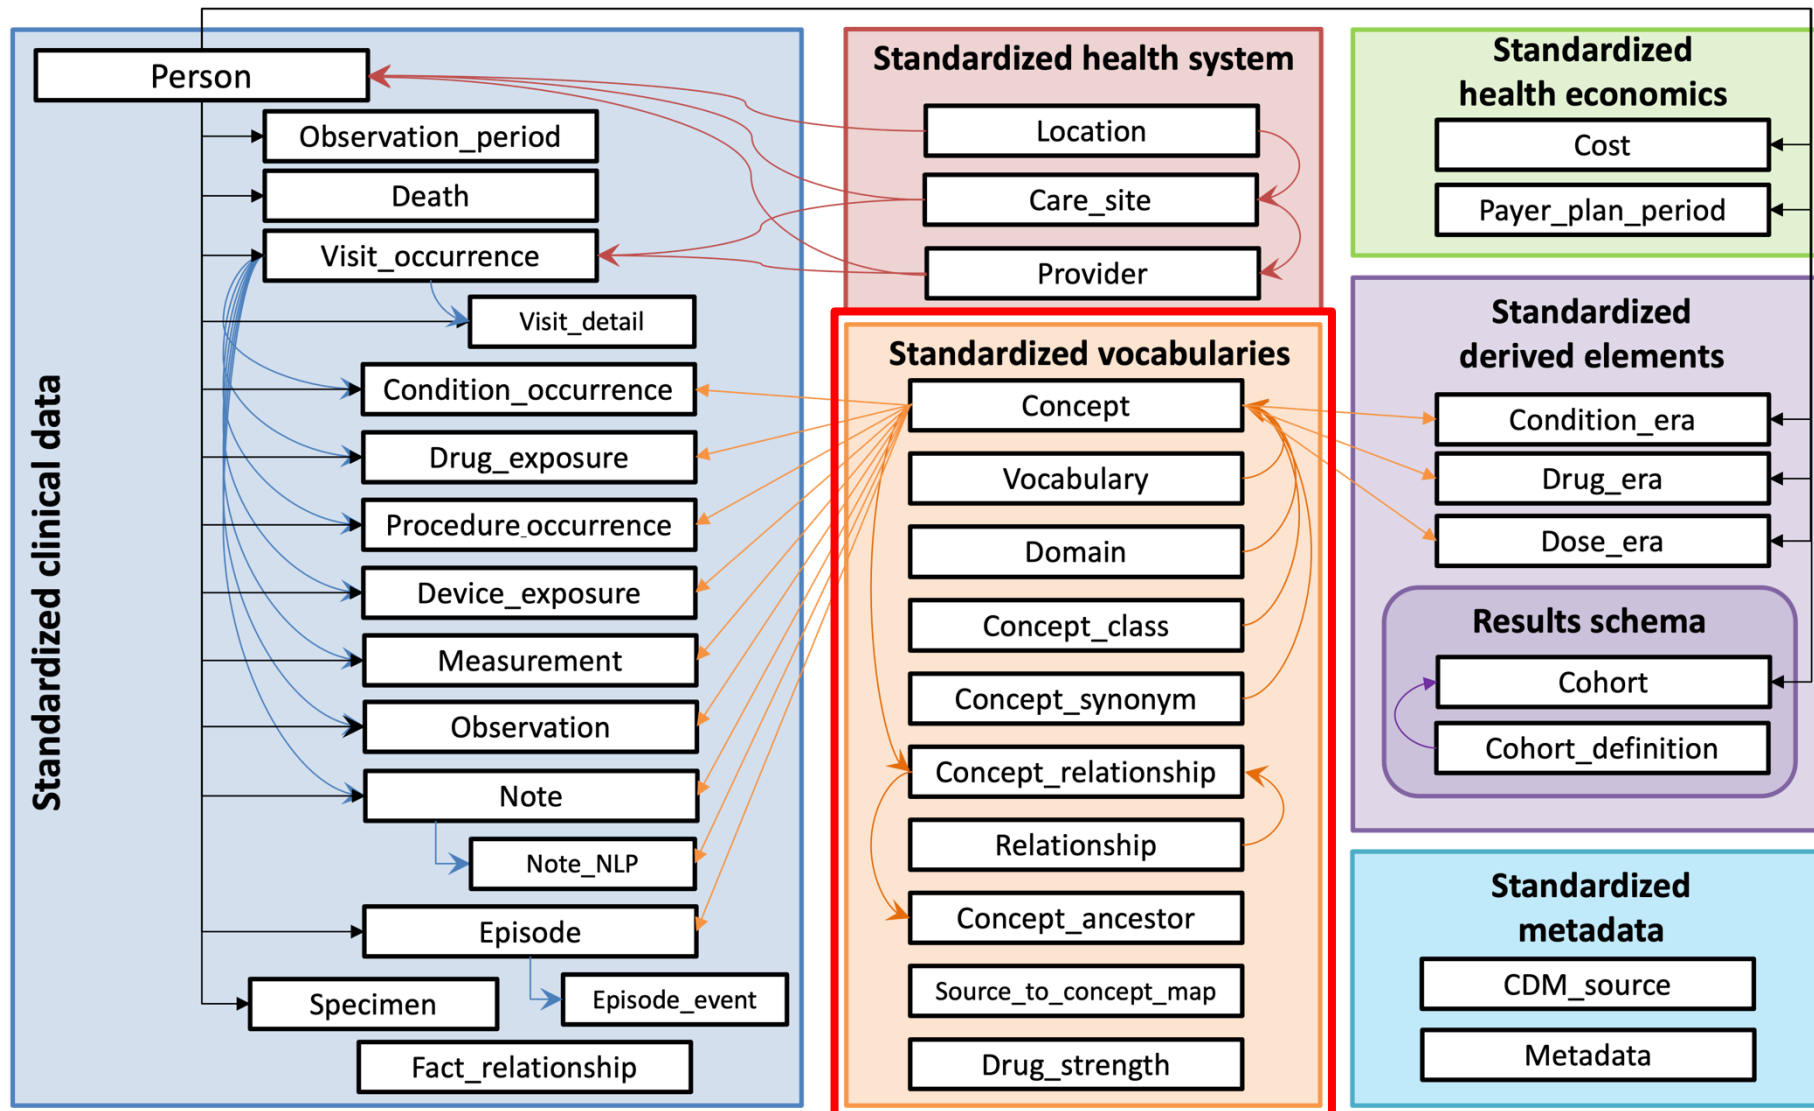 Standardized clinical data
Person
Observation_period
Death
Visit_occurrence
Visit_detail
Condition_occurrence
Drug_exposure
Procedure_occurrence
Device_exposure
Measurement
Observation
Note
Note_NLP
Episode
Specimen
Episode_event
Fact_relationship
Standardized health system
Location
Care_site
Provider
Standardized vocabularies
Concept
Vocabulary
Domain
Concept_class
Concept_synonym
Concept_relationship
Relationship
Concept_ancestor
Source_to_concept_map
Drug_strength
Standardized
health economics
Cost
Payer_plan_period
Standardized
derived elements
Condition_era
Drug_era
Dose_era
Results schema
Cohort
Cohort_definition
Standardized
metadata
CDM_source
Metadata